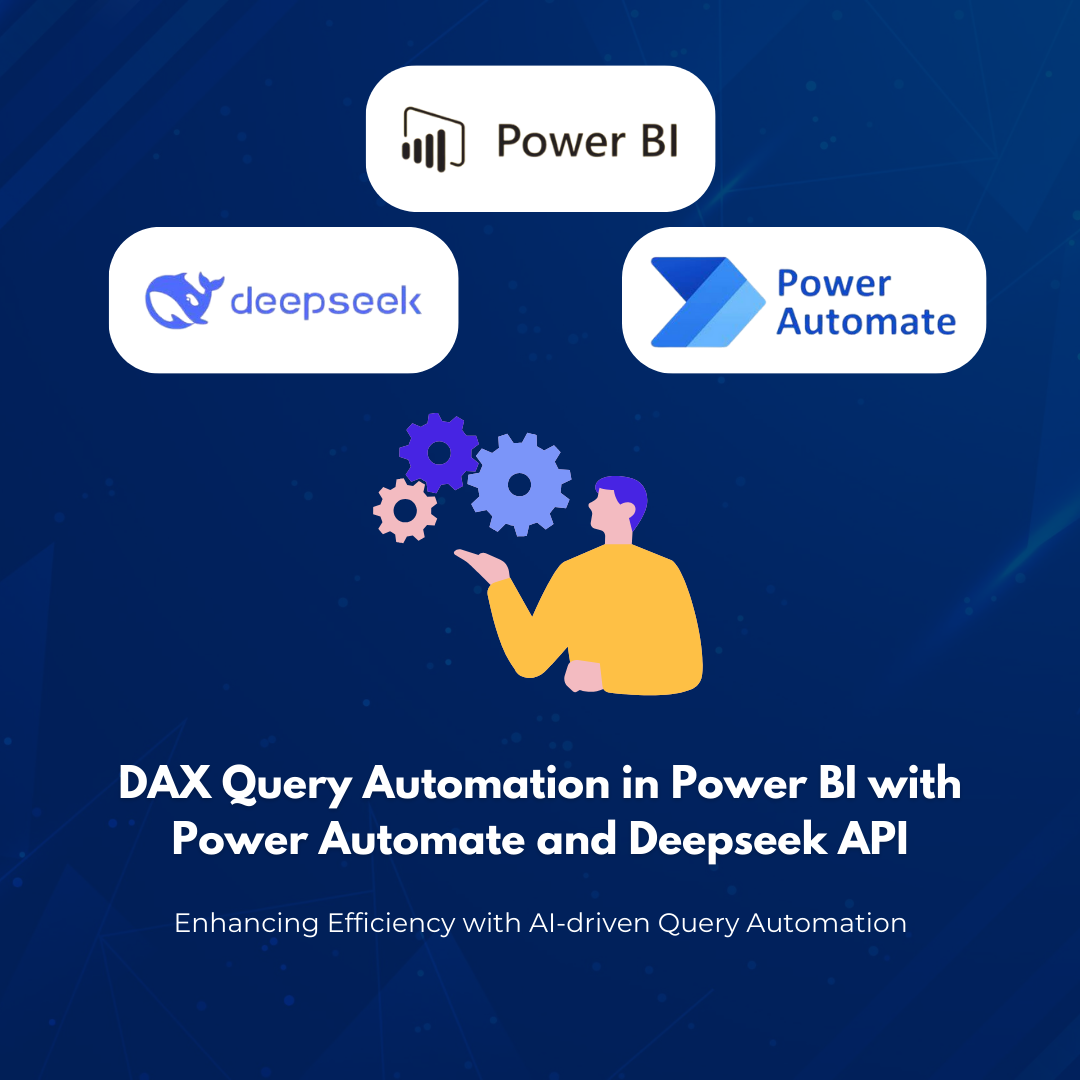 Power BI
deepseek
Power
Automate
DAX Query Automation in Power BI with
Power Automate and Deepseek API
Enhancing Efficiency with AI-driven Query Automation